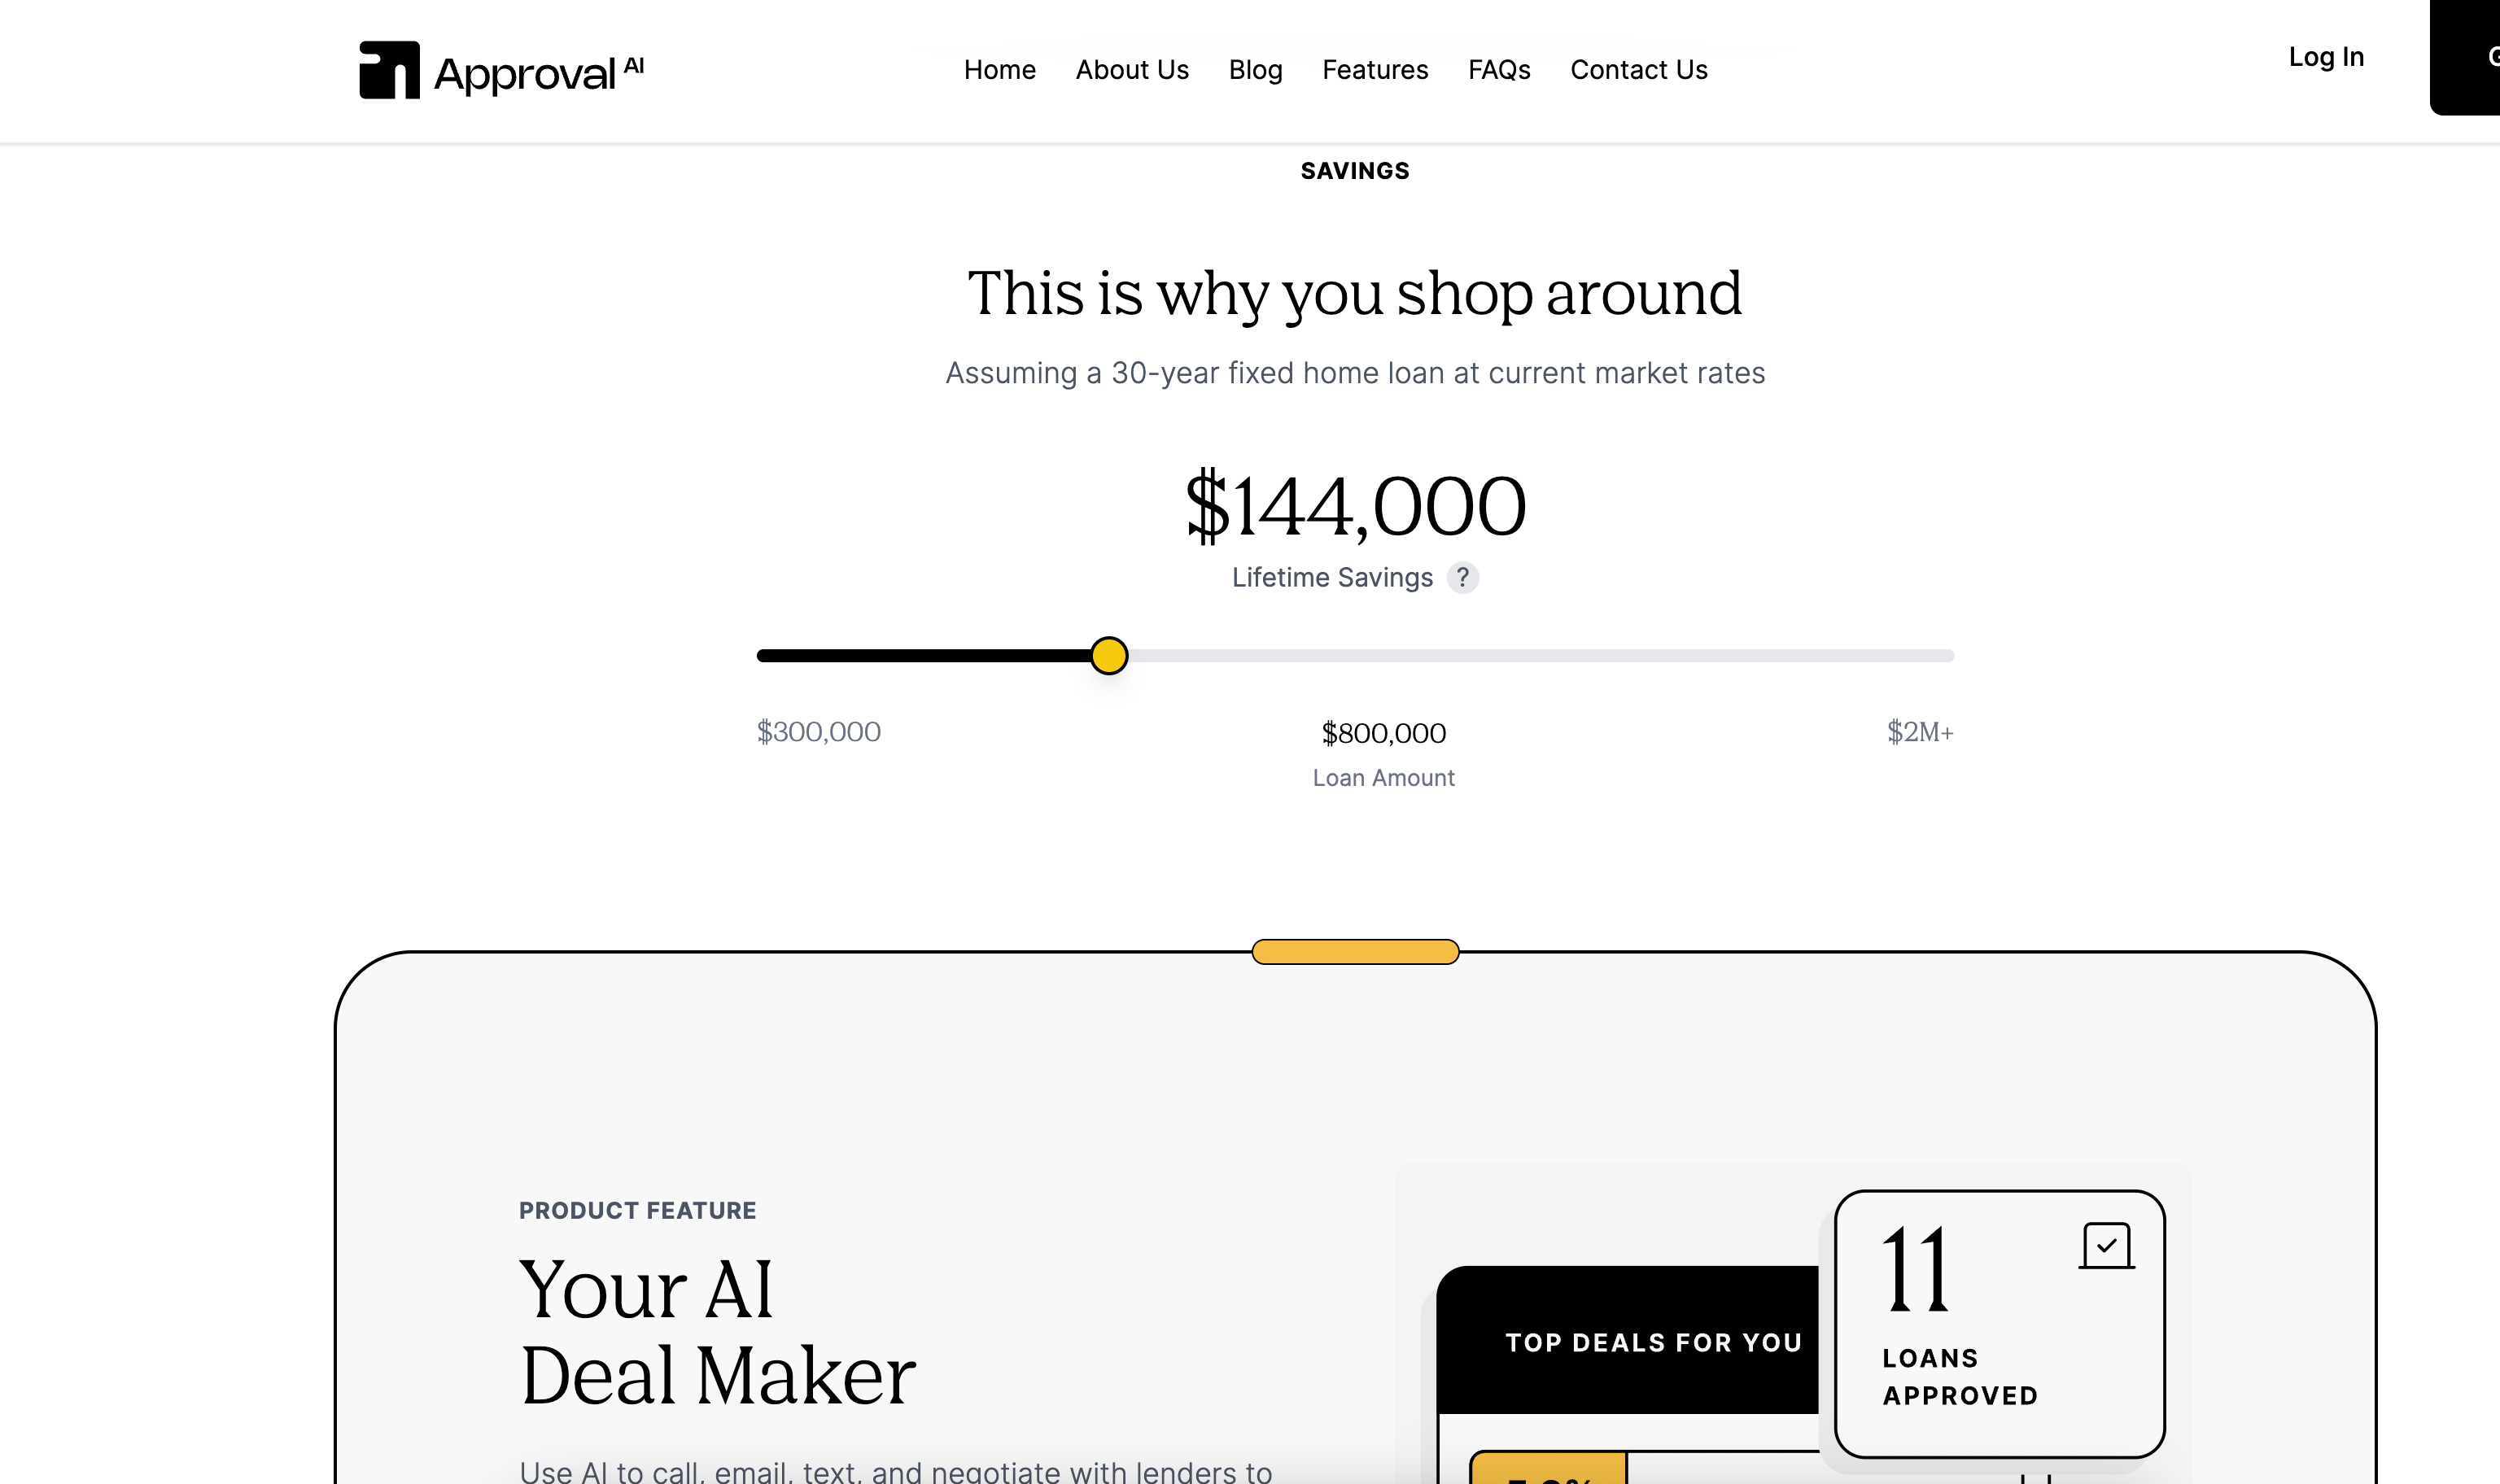 Approval AI
Home About Us Blog Features FAQs Contact Us
Log In
SAVINGS
This is why you shop around
Assuming a 30-year fixed home loan at current market rates
$144,000
Lifetime Savings ?
$300,000 $800,000 $2M+
Loan Amount
PRODUCT FEATURE
Your AI
Deal Maker
Use AI to call, email, text, and negotiate with lenders to
11
LOANS
APPROVED
TOP DEALS FOR YOU